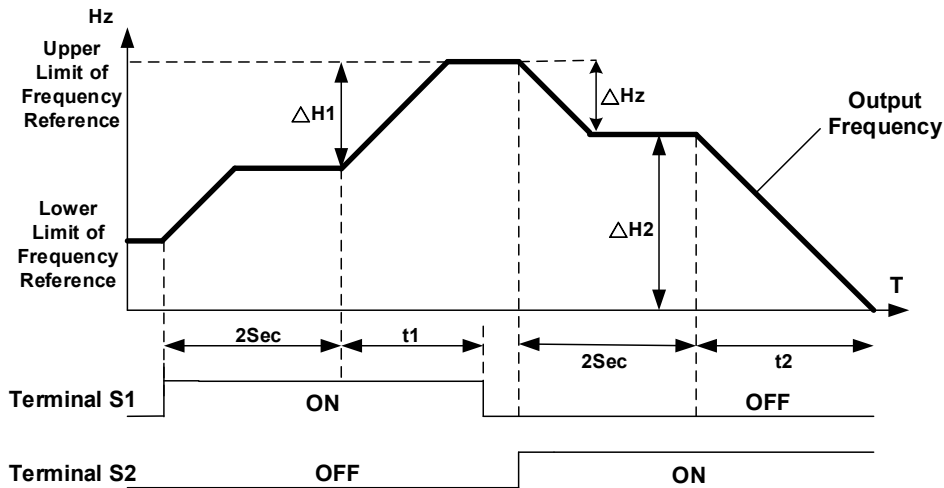 Hz
Upper
Limit of
Frequency
Reference
△H1
△Hz
Output
Frequency
Lower
Limit of
Frequency
Reference
△H2
T
2Sec
t1
2Sec
t2
Terminal S1
ON
OFF
Terminal S2
OFF
ON